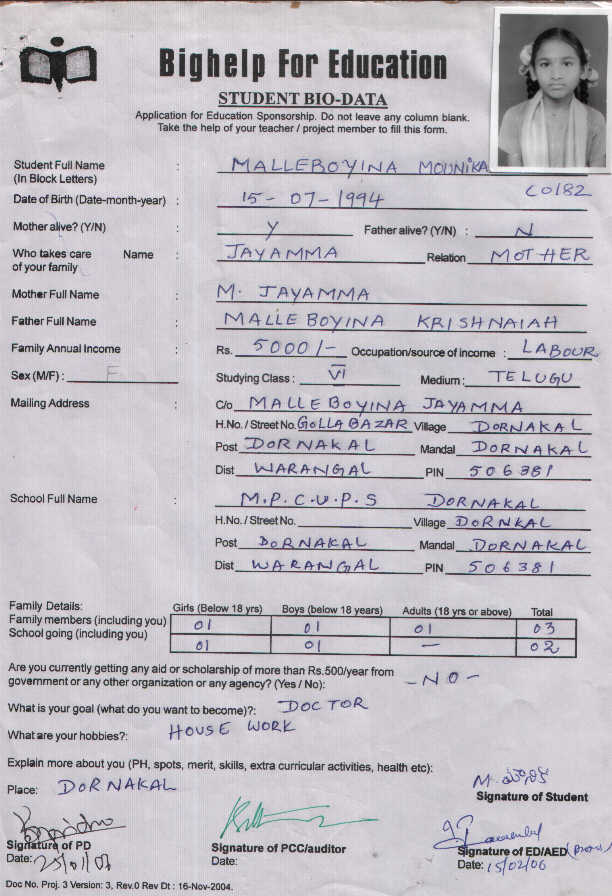 Bighelp For Education
STUDENT BIO-DATA
Application for Education Sponsorship. Do not leave any column blank.
Take the help of your teacher / project member to fill this form.
Student Full Name : MALLEBOYINA MOUNIKA
(In Block Letters)
C0182
Date of Birth (Date-month-year) : 15-07-1994
Mother alive? (Y/N) : Y Father alive? (Y/N) : N
Who takes care Name : JAYAMMA Relation MOTHER
of your family
Mother Full Name : M. JAYAMMA
Father Full Name : MALLEBOYINA KRISHNAIAH
Family Annual Income : Rs. 5000/- Occupation/source of income : LABOUR
Sex (M/F) : F Studying Class : VI Medium : TELUGU
Mailing Address : C/o MALLEBOYINA JAYAMMA
H.No. / Street No. GOLLA BAZAR Village DORNAKAL
Post DORNAKAL Mandal DORNAKAL
Dist WARANGAL PIN 506381
School Full Name : M.P.C.U.P.S DORNAKAL
H.No. / Street No. Village DORNKAL
Post DORNAKAL Mandal DORNAKAL
Dist WARANGAL PIN 506381
Family Details: Girls (Below 18 yrs) Boys (below 18 years) Adults (18 yrs or above) Total
Family members (including you) 01 01 01 03
School going (including you) 01 01 — 02
Are you currently getting any aid or scholarship of more than Rs.500/year from
government or any other organization or any agency? (Yes / No): -NO-
What is your goal (what do you want to become)?: DOCTOR
What are your hobbies?: HOUSE WORK
Explain more about you (PH, spots, merit, skills, extra curricular activities, health etc):
Place: DORNAKAL
M. మౌనిక
Signature of Student
Signature of PD Signature of PCC/auditor Signature of ED/AED
Date: Date: Date: 15/02/06
Doc No. Proj. 3 Version: 3, Rev.0 Rev Dt : 16-Nov-2004.